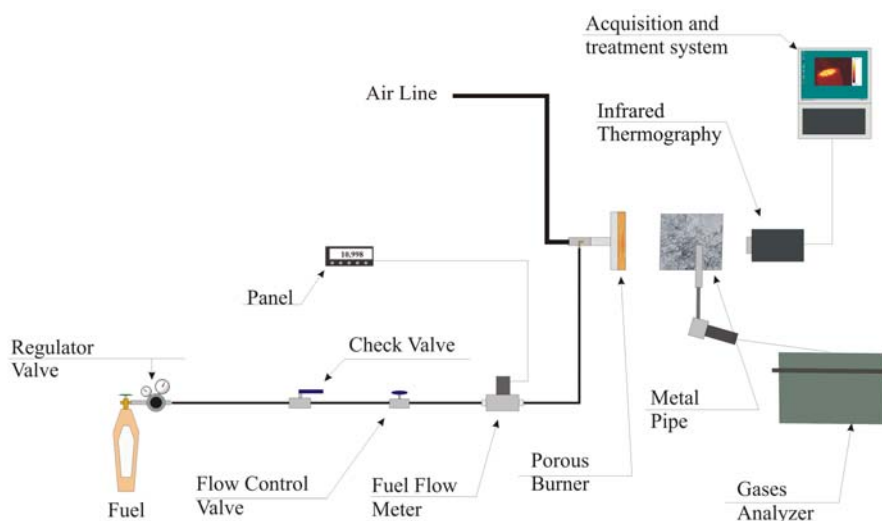 Acquisition and
treatment system
Air Line
Infrared
Thermography
10,998
Panel
Regulator
Valve
Check Valve
Metal
Pipe
Porous
Burner
Flow Control
Valve
Fuel Flow
Meter
Gases
Analyzer
Fuel